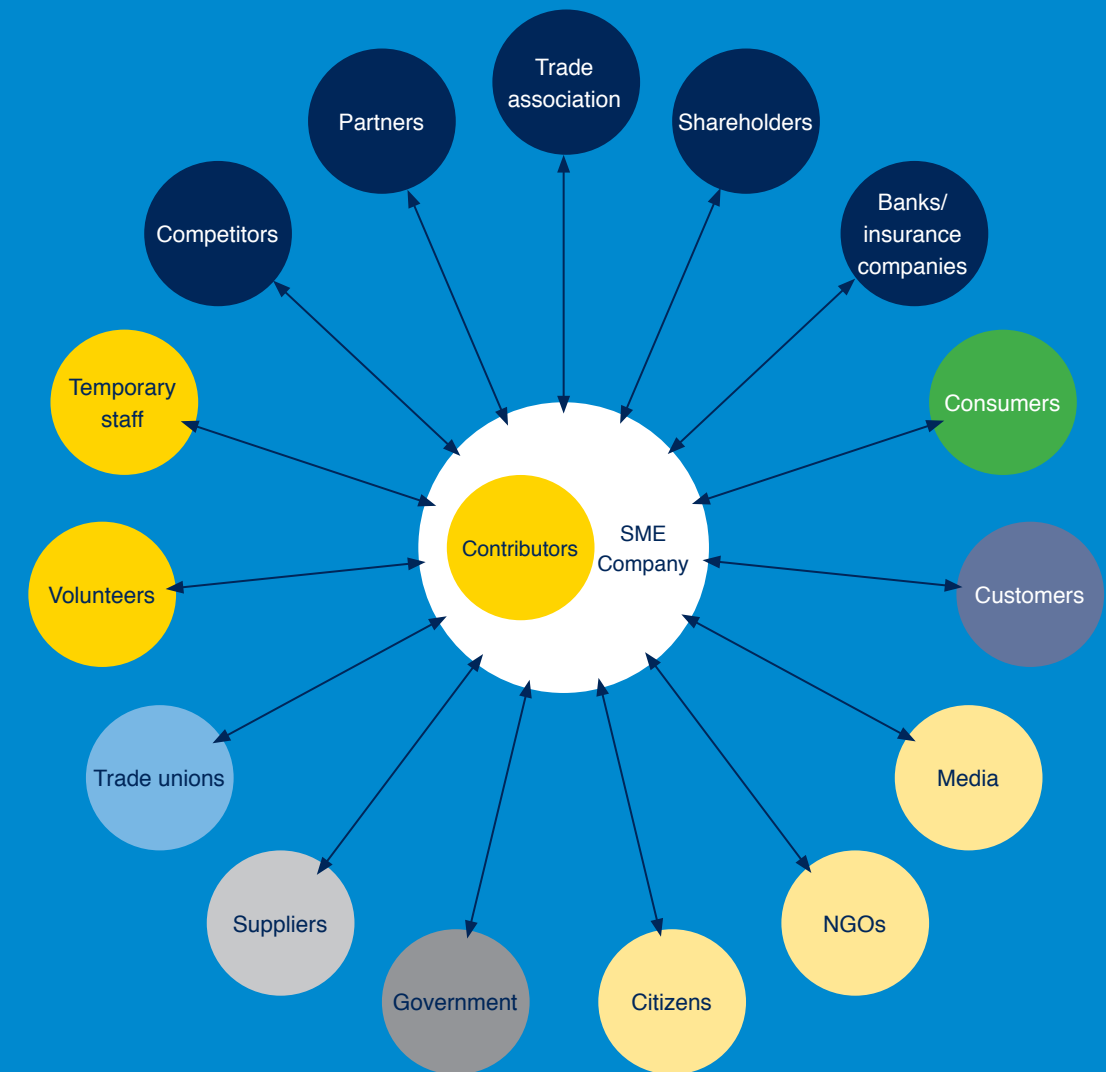 Trade
association
Partners
Shareholders
Banks/
insurance
companies
Competitors
Temporary
staff
Consumers
Contributors
SME
Company
Volunteers
Customers
Trade unions
Media
Suppliers
NGOs
Government
Citizens